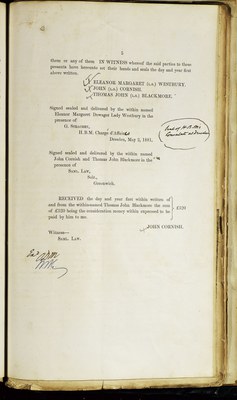 5
them or any of them IN WITNESS whereof the said parties to these
presents have hereunto set their hands and seals the day and year first
above written.
ELEANOR MARGARET (L.S.) WESTBURY.
JOHN (L.S.) CORNISH.
THOMAS JOHN (L.S.) BLACKMORE.
Signed sealed and delivered by the within named
Eleanor Margaret Dowager Lady Westbury in the
presence of
G. STRACHEY,
H.B.M. Chargé d'Affaires
Dresden, May 2, 1881,
Signed sealed and delivered by the within named
John Cornish and Thomas John Blackmore in the
presence of
SAML. LAW,
Solr.,
Greenwich.
RECEIVED the day and year first within written of
and from the within-named Thomas John Blackmore the sum
of £120 being the consideration money within expressed to be
paid by him to me.
£120
JOHN CORNISH.
Witness—
SAML. LAW.